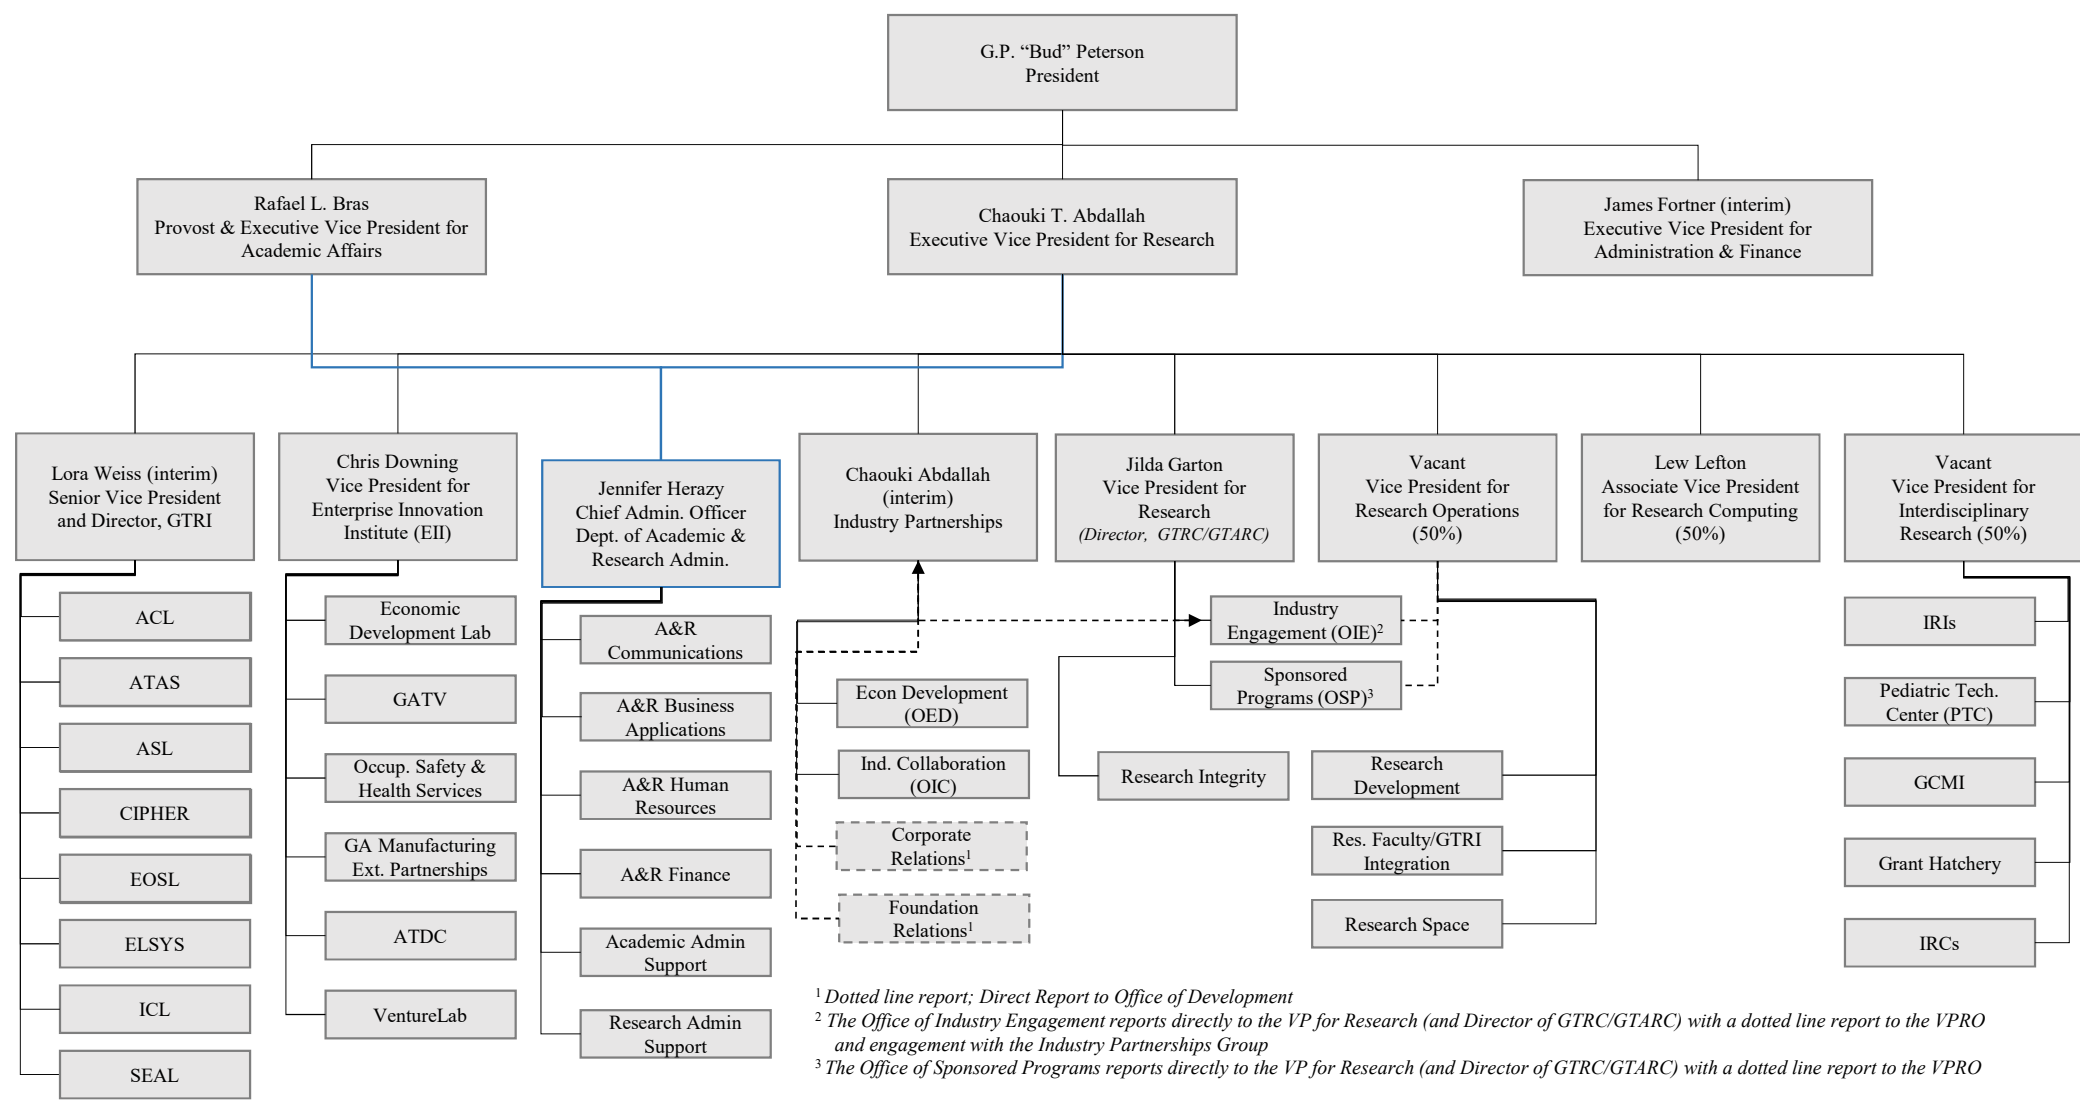 G.P. “Bud” Peterson
President
Rafael L. Bras
Provost & Executive Vice President for
Academic Affairs
Chaouki T. Abdallah
Executive Vice President for Research
James Fortner (interim)
Executive Vice President for
Administration & Finance
Lora Weiss (interim)
Senior Vice President
and Director, GTRI
Chris Downing
Vice President for
Enterprise Innovation
Institute (EII)
Jennifer Herazy
Chief Admin. Officer
Dept. of Academic &
Research Admin.
Chaouki Abdallah
(interim)
Industry Partnerships
Jilda Garton
Vice President for
Research
(Director, GTRC/GTARC)
Vacant
Vice President for
Research Operations
(50%)
Lew Lefton
Associate Vice President
for Research Computing
(50%)
Vacant
Vice President for
Interdisciplinary
Research (50%)
ACL
ATAS
ASL
CIPHER
EOSL
ELSYS
ICL
SEAL
Economic
Development Lab
GATV
Occup. Safety &
Health Services
GA Manufacturing
Ext. Partnerships
ATDC
VentureLab
A&R
Communications
A&R Business
Applications
A&R Human
Resources
A&R Finance
Academic Admin
Support
Research Admin
Support
Econ Development
(OED)
Ind. Collaboration
(OIC)
Corporate
Relations¹
Foundation
Relations¹
Industry
Engagement (OIE)²
Sponsored
Programs (OSP)³
Research Integrity
Research
Development
Res. Faculty/GTRI
Integration
Research Space
IRIs
Pediatric Tech.
Center (PTC)
GCMI
Grant Hatchery
IRCs
¹ Dotted line report; Direct Report to Office of Development
² The Office of Industry Engagement reports directly to the VP for Research (and Director of GTRC/GTARC) with a dotted line report to the VPRO
and engagement with the Industry Partnerships Group
³ The Office of Sponsored Programs reports directly to the VP for Research (and Director of GTRC/GTARC) with a dotted line report to the VPRO